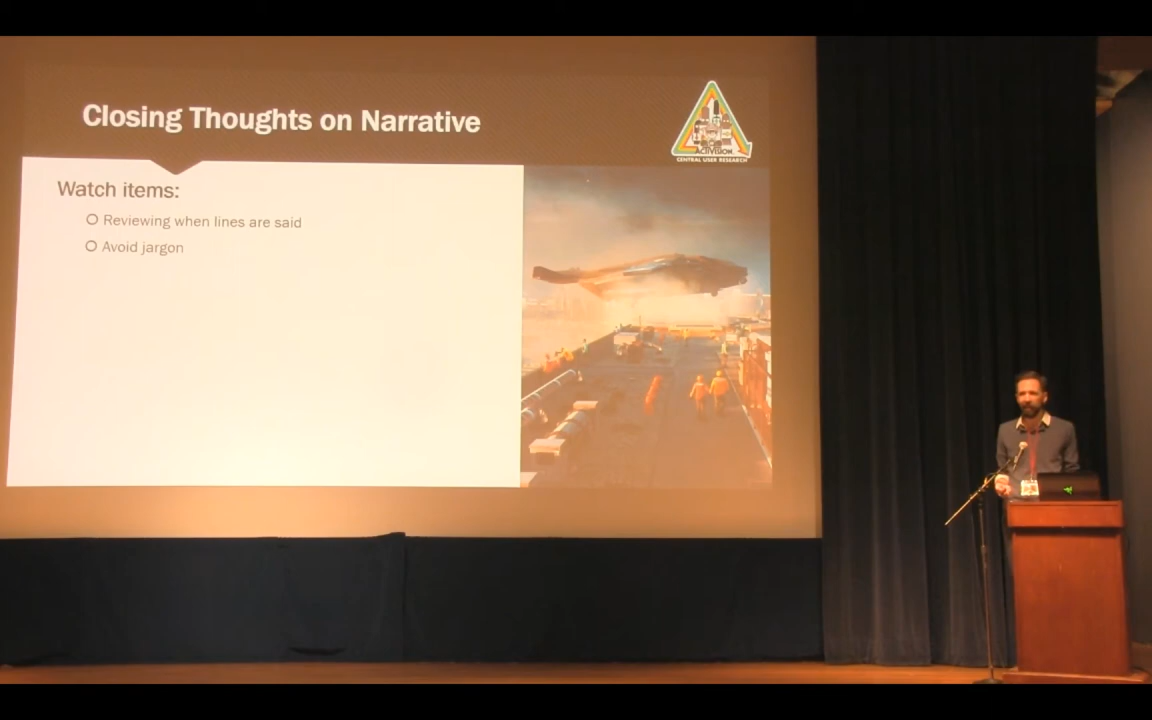 Closing Thoughts on Narrative
ACTIVISION
CENTRAL USER RESEARCH
Watch items:
Reviewing when lines are said
Avoid jargon